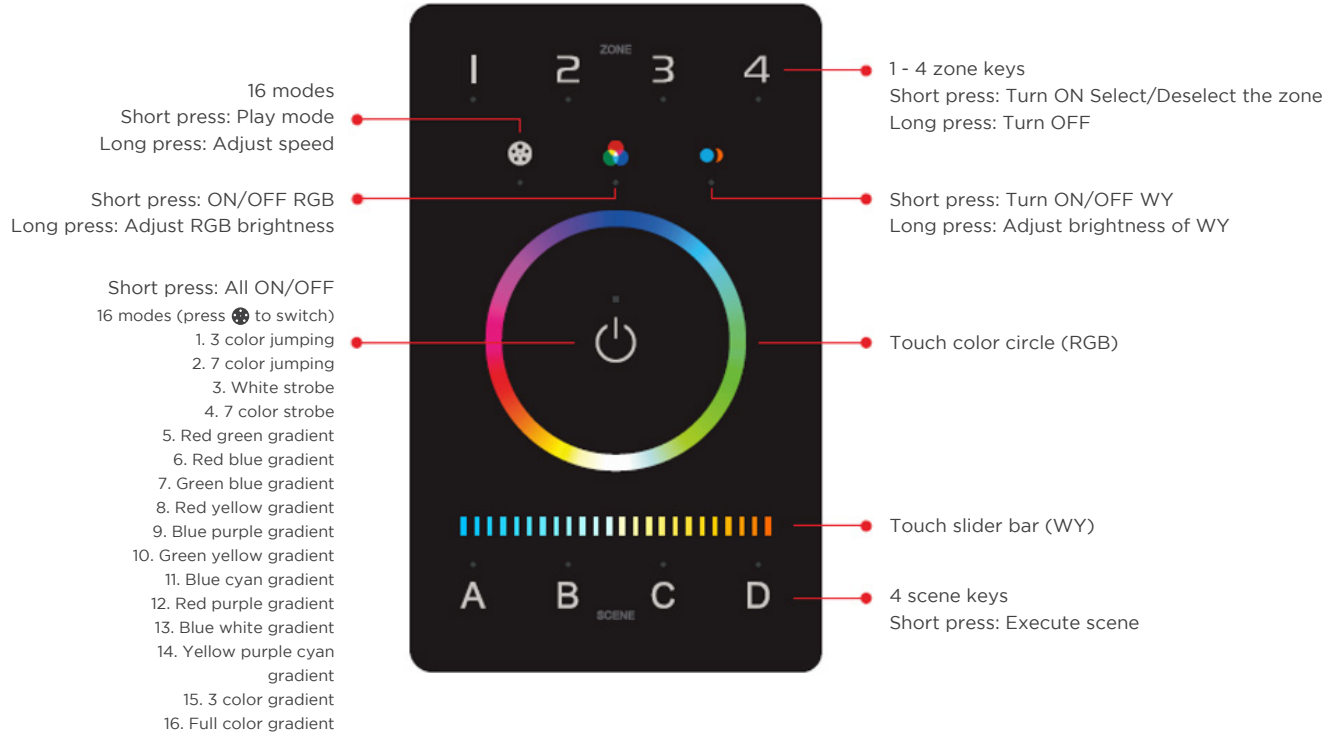 16 modes
Short press: Play mode
Long press: Adjust speed
Short press: ON/OFF RGB
Long press: Adjust RGB brightness
Short press: All ON/OFF
16 modes (press to switch)
1. 3 color jumping
2. 7 color jumping
3. White strobe
4. 7 color strobe
5. Red green gradient
6. Red blue gradient
7. Green blue gradient
8. Red yellow gradient
9. Blue purple gradient
10. Green yellow gradient
11. Blue cyan gradient
12. Red purple gradient
13. Blue white gradient
14. Yellow purple cyan
gradient
15. 3 color gradient
16. Full color gradient
ZONE
1 2 3 4
A B C D
SCENE
1 - 4 zone keys
Short press: Turn ON Select/Deselect the zone
Long press: Turn OFF
Short press: Turn ON/OFF WY
Long press: Adjust brightness of WY
Touch color circle (RGB)
Touch slider bar (WY)
4 scene keys
Short press: Execute scene